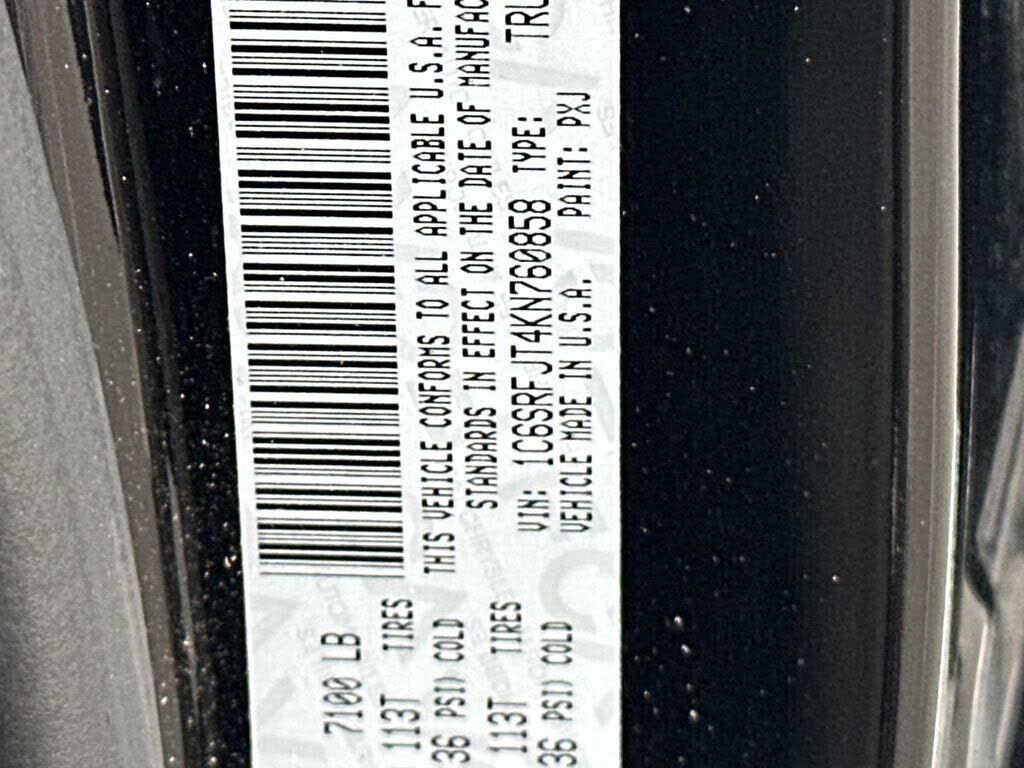 7100 LB
113T TIRES
36 PSI) COLD
113T TIRES
36 PSI) COLD
THIS VEHICLE CONFORMS TO ALL APPLICABLE U.S.A. F
STANDARDS IN EFFECT ON THE DATE OF MANUFAC
VIN: 1C6SRFJT4KN760858 TYPE: TRU
VEHICLE MADE IN U.S.A. PAINT: PXJ